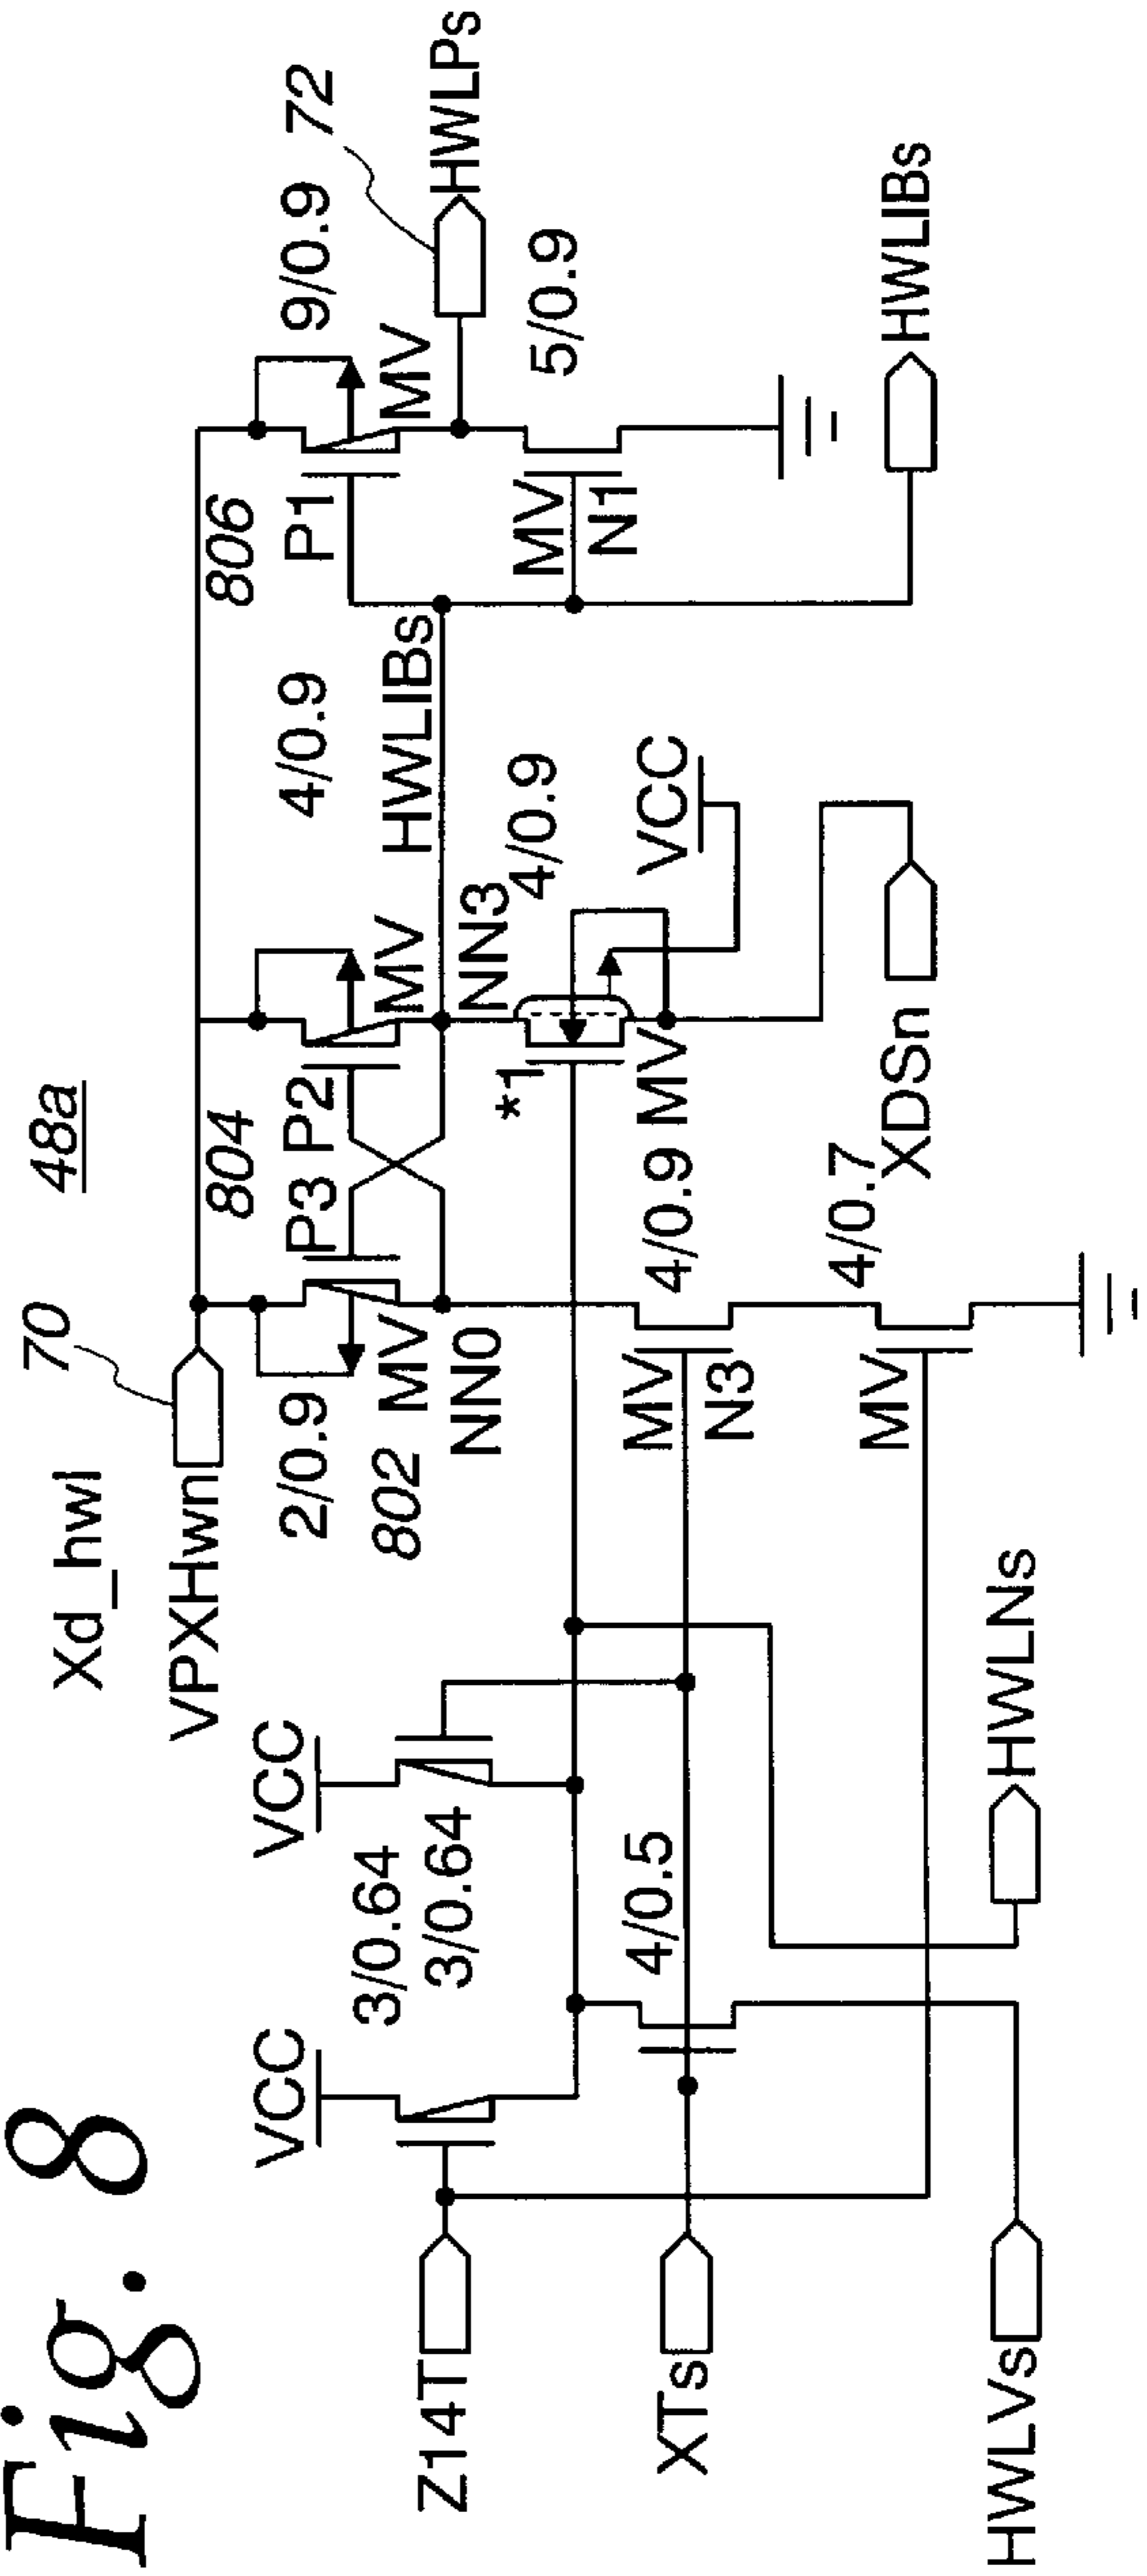 Fig. 8
Xd_hwl
48a
70
VPXHwn
804
806
72
2/0.9
P3
P2
4/0.9
P1
9/0.9
802
MV
MV
MV
HWLPs
NN0
NN3
HWLIBs
VCC
VCC
3/0.64
3/0.64
*1
4/0.9
MV
N1
5/0.9
Z14T
4/0.5
MV
N3
4/0.9
MV
VCC
XTs
MV
4/0.7
XDSn
HWLIBs
HWLVs
HWLNs